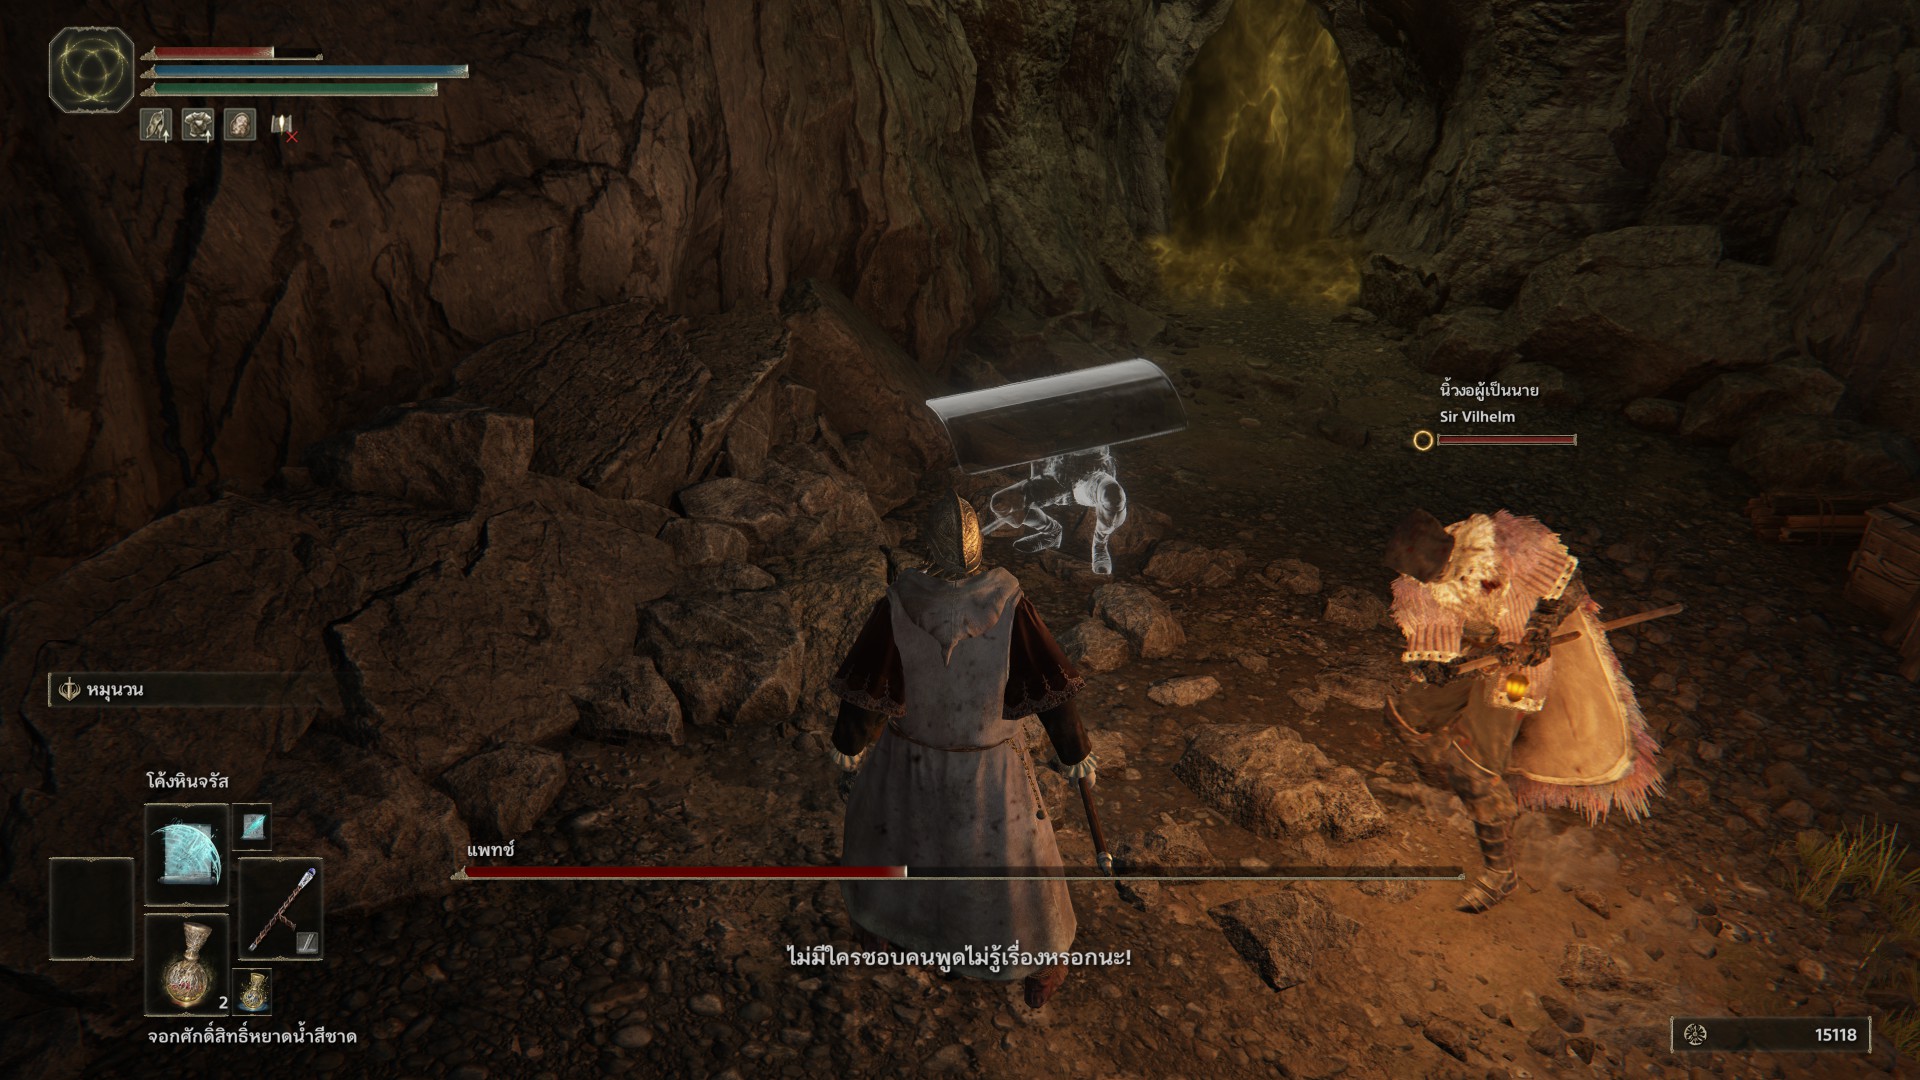 นิ้วงอผู้เป็นนาย
Sir Vilhelm
หมุนวน
โค้งหินจรัส
แพทช์
ไม่มีใครชอบคนพูดไม่รู้เรื่องหรอกนะ!
2
จอกศักดิ์สิทธิ์หยาดน้ำสีชาด
15118